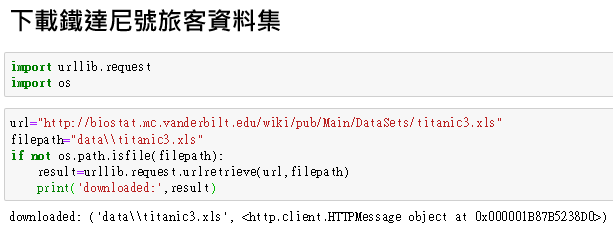 下載鐵達尼號旅客資料集
import urllib.request
import os
url="http://biostat.mc.vanderbilt.edu/wiki/pub/Main/DataSets/titanic3.xls"
filepath="data\\titanic3.xls"
if not os.path.isfile(filepath):
    result=urllib.request.urlretrieve(url,filepath)
    print('downloaded:',result)
downloaded: ('data\\titanic3.xls', <http.client.HTTPMessage object at 0x000001B87B5238D0>)